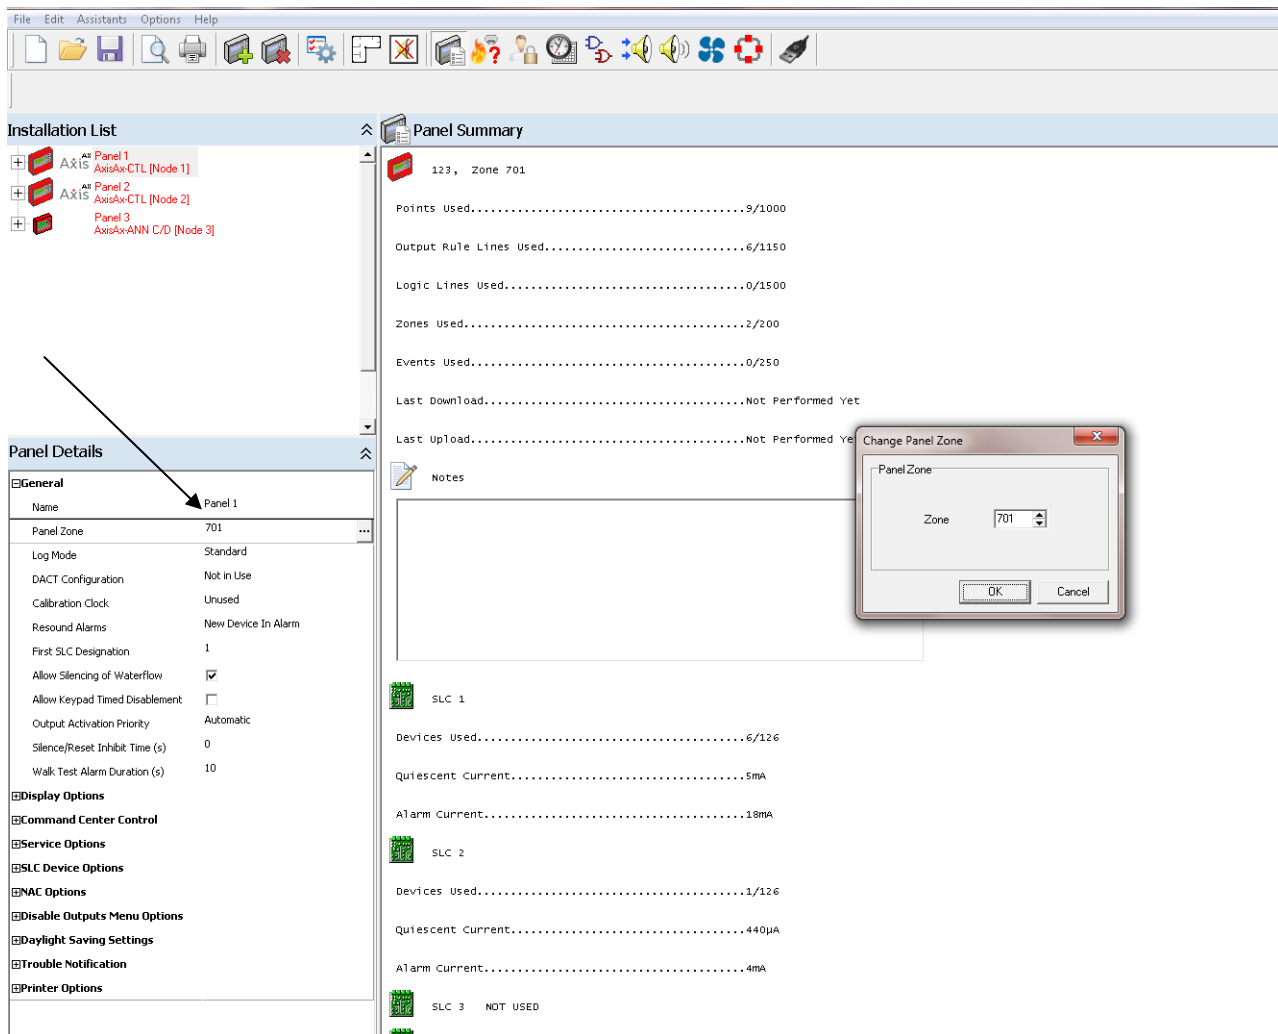 File Edit Assistants Options Help
Installation List
Axis AX Panel 1
AxisAx-CTL [Node 1]
Axis AX Panel 2
AxisAx-CTL [Node 2]
Panel 3
AxisAx-ANN C/D [Node 3]
Panel Details
General
Name Panel 1
Panel Zone 701 ...
Log Mode Standard
DACT Configuration Not in Use
Calibration Clock Unused
Resound Alarms New Device In Alarm
First SLC Designation 1
Allow Silencing of Waterflow
Allow Keypad Timed Disablement
Output Activation Priority Automatic
Silence/Reset Inhibit Time (s) 0
Walk Test Alarm Duration (s) 10
Display Options
Command Center Control
Service Options
SLC Device Options
NAC Options
Disable Outputs Menu Options
Daylight Saving Settings
Trouble Notification
Printer Options
Panel Summary
123, Zone 701
Points Used.........................................9/1000
Output Rule Lines Used..............................6/1150
Logic Lines Used....................................0/1500
Zones Used..........................................2/200
Events Used.........................................0/250
Last Download.......................................Not Performed Yet
Last Upload.........................................Not Performed Ye
Notes
SLC 1
Devices Used........................................6/126
Quiescent Current...................................5mA
Alarm Current.......................................18mA
SLC 2
Devices Used........................................1/126
Quiescent Current...................................440µA
Alarm Current.......................................4mA
SLC 3 NOT USED
Change Panel Zone
Panel Zone
Zone 701
OK Cancel